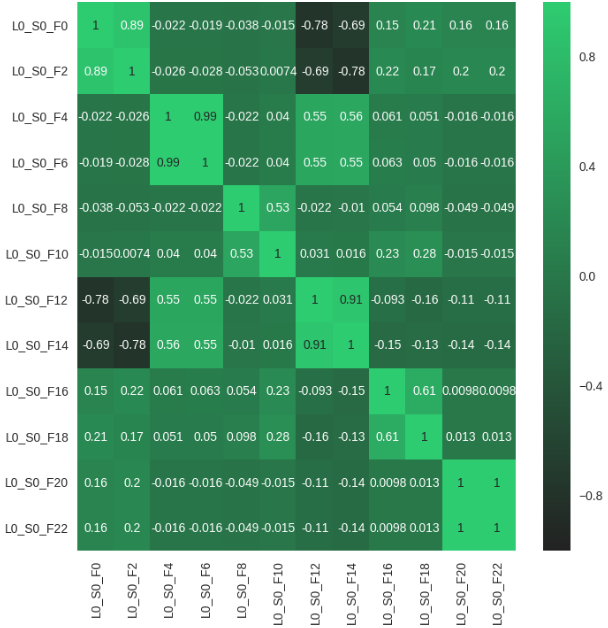 L0_S0_F0 1 0.89 -0.022 -0.019 -0.038 -0.015 -0.78 -0.69 0.15 0.21 0.16 0.16
L0_S0_F2 0.89 1 -0.026 -0.028 -0.053 0.0074 -0.69 -0.78 0.22 0.17 0.2 0.2
L0_S0_F4 -0.022 -0.026 1 0.99 -0.022 0.04 0.55 0.56 0.061 0.051 -0.016 -0.016
L0_S0_F6 -0.019 -0.028 0.99 1 -0.022 0.04 0.55 0.55 0.063 0.05 -0.016 -0.016
L0_S0_F8 -0.038 -0.053 -0.022 -0.022 1 0.53 -0.022 -0.01 0.054 0.098 -0.049 -0.049
L0_S0_F10 -0.015 0.0074 0.04 0.04 0.53 1 0.031 0.016 0.23 0.28 -0.015 -0.015
L0_S0_F12 -0.78 -0.69 0.55 0.55 -0.022 0.031 1 0.91 -0.093 -0.16 -0.11 -0.11
L0_S0_F14 -0.69 -0.78 0.56 0.55 -0.01 0.016 0.91 1 -0.15 -0.13 -0.14 -0.14
L0_S0_F16 0.15 0.22 0.061 0.063 0.054 0.23 -0.093 -0.15 1 0.61 0.0098 0.0098
L0_S0_F18 0.21 0.17 0.051 0.05 0.098 0.28 -0.16 -0.13 0.61 1 0.013 0.013
L0_S0_F20 0.16 0.2 -0.016 -0.016 -0.049 -0.015 -0.11 -0.14 0.0098 0.013 1 1
L0_S0_F22 0.16 0.2 -0.016 -0.016 -0.049 -0.015 -0.11 -0.14 0.0098 0.013 1 1
L0_S0_F0 L0_S0_F2 L0_S0_F4 L0_S0_F6 L0_S0_F8 L0_S0_F10 L0_S0_F12 L0_S0_F14 L0_S0_F16 L0_S0_F18 L0_S0_F20 L0_S0_F22
0.8
0.4
0.0
−0.4
−0.8